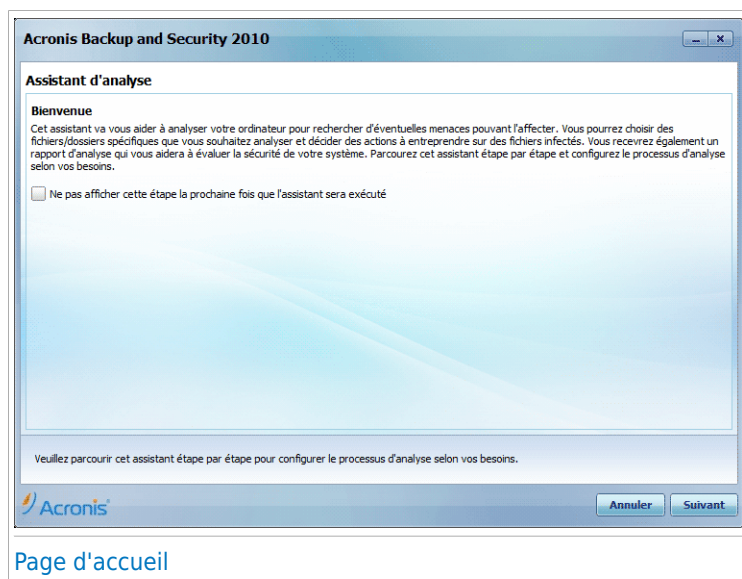 Acronis Backup and Security 2010
Assistant d'analyse
Bienvenue
Cet assistant va vous aider à analyser votre ordinateur pour rechercher d'éventuelles menaces pouvant l'affecter. Vous pourrez choisir des
fichiers/dossiers spécifiques que vous souhaitez analyser et décider des actions à entreprendre sur des fichiers infectés. Vous recevrez également un
rapport d'analyse qui vous aidera à évaluer la sécurité de votre système. Parcourez cet assistant étape par étape et configurez le processus d'analyse
selon vos besoins.
Ne pas afficher cette étape la prochaine fois que l'assistant sera exécuté
Veuillez parcourir cet assistant étape par étape pour configurer le processus d'analyse selon vos besoins.
Acronis
Annuler Suivant
Page d'accueil